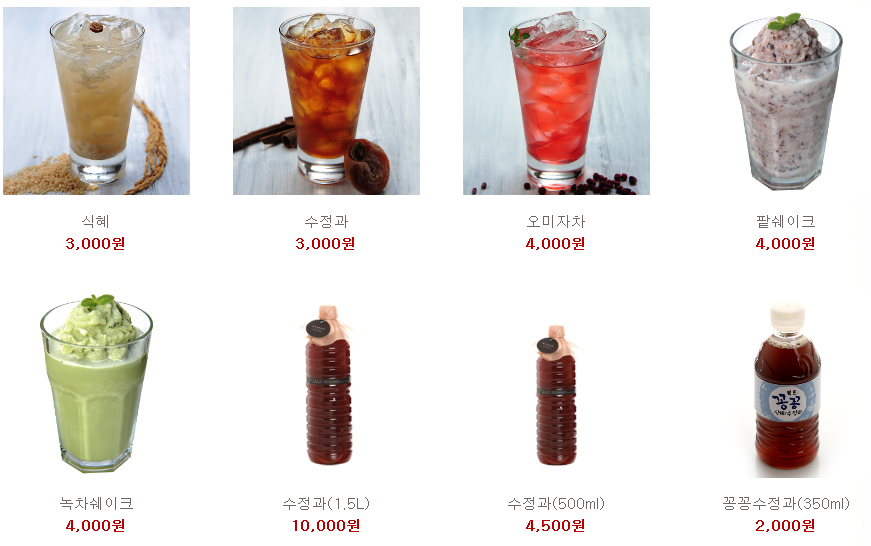 식혜
3,000원
수정과
3,000원
오미자차
4,000원
팥쉐이크
4,000원
녹차쉐이크
4,000원
수정과(1.5L)
10,000원
수정과(500ml)
4,500원
꽁꽁
꽁꽁수정과(350ml)
2,000원